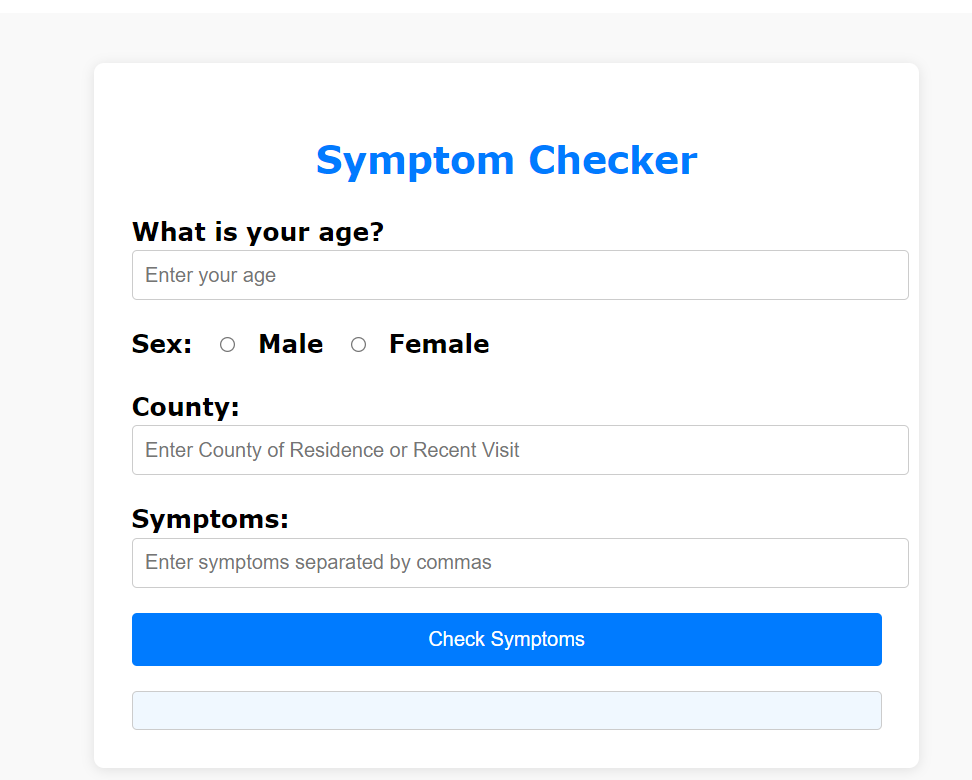 Symptom Checker
What is your age?
Enter your age
Sex: Male Female
County:
Enter County of Residence or Recent Visit
Symptoms:
Enter symptoms separated by commas
Check Symptoms